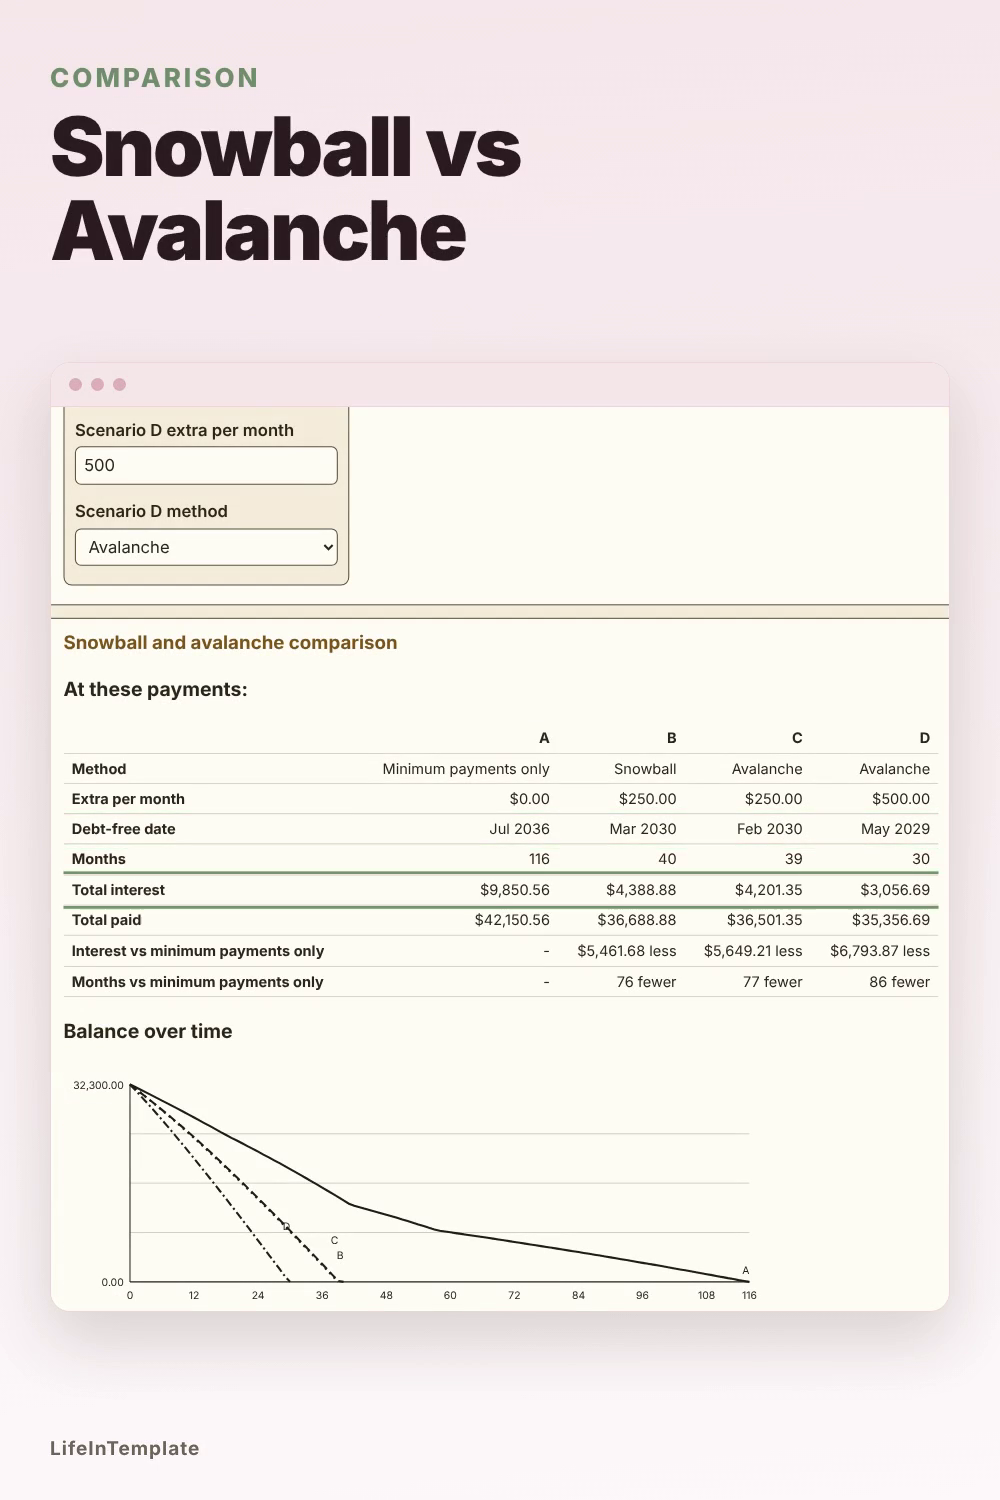 COMPARISON
Snowball vs
Avalanche
Scenario D extra per month
500
Scenario D method
Avalanche
Snowball and avalanche comparison
At these payments:
A B C D
Method Minimum payments only Snowball Avalanche Avalanche
Extra per month $0.00 $250.00 $250.00 $500.00
Debt-free date Jul 2036 Mar 2030 Feb 2030 May 2029
Months 116 40 39 30
Total interest $9,850.56 $4,388.88 $4,201.35 $3,056.69
Total paid $42,150.56 $36,688.88 $36,501.35 $35,356.69
Interest vs minimum payments only - $5,461.68 less $5,649.21 less $6,793.87 less
Months vs minimum payments only - 76 fewer 77 fewer 86 fewer
Balance over time
32,300.00
D
C
B
A
0.00
0 12 24 36 48 60 72 84 96 108 116
LifeInTemplate